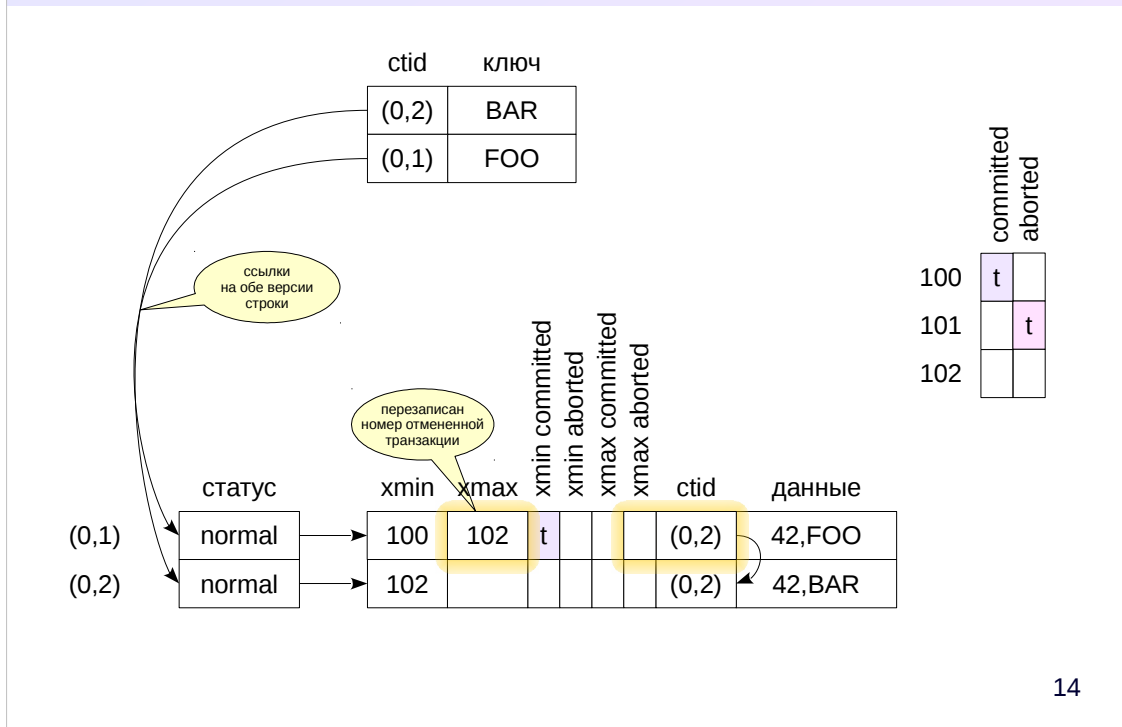 ctid ключ
(0,2) BAR
(0,1) FOO
committed
aborted
100 t
101 t
102
ссылки
на обе версии
строки
перезаписан
номер отмененной
транзакции
статус xmin xmax xmin committed xmin aborted xmax committed xmax aborted ctid данные
(0,1) normal 100 102 t (0,2) 42,FOO
(0,2) normal 102 (0,2) 42,BAR
14